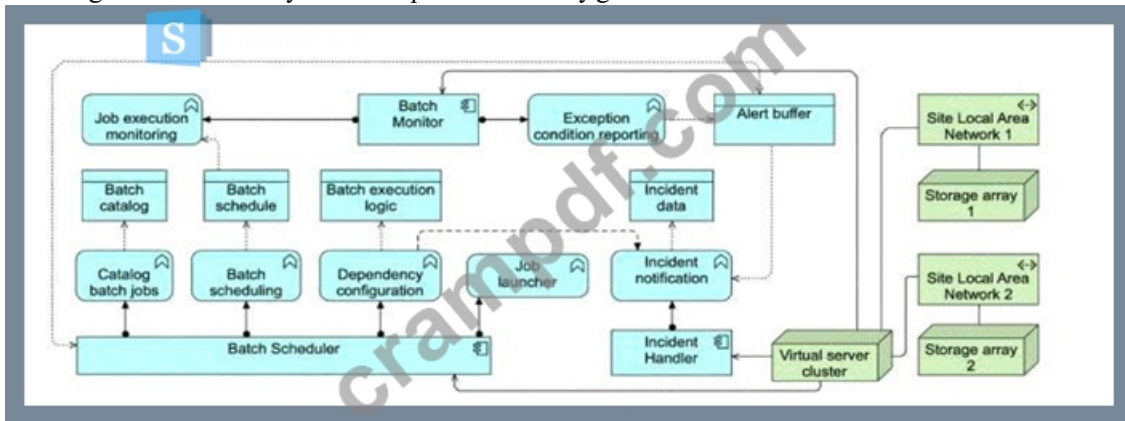 S
Job execution
monitoring
Batch
Monitor
Exception
condition reporting
Alert buffer
Site Local Area
Network 1
Batch
catalog
Batch
schedule
Batch execution
logic
Incident
data
Storage array
1
Catalog
batch jobs
Batch
scheduling
Dependency
configuration
Job
launcher
Incident
notification
Site Local Area
Network 2
Batch Scheduler
Incident
Handler
Virtual server
cluster
Storage array
2
crampdf.com